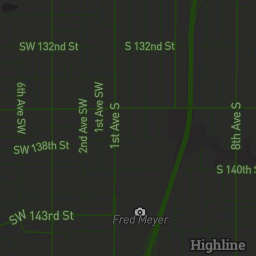 SW 132nd St
S 132nd St
6th Ave SW
2nd Ave SW
1st Ave SW
1st Ave S
8th Ave S
SW 138th St
S 140th St
SW 143rd St
Fred Meyer
Highline